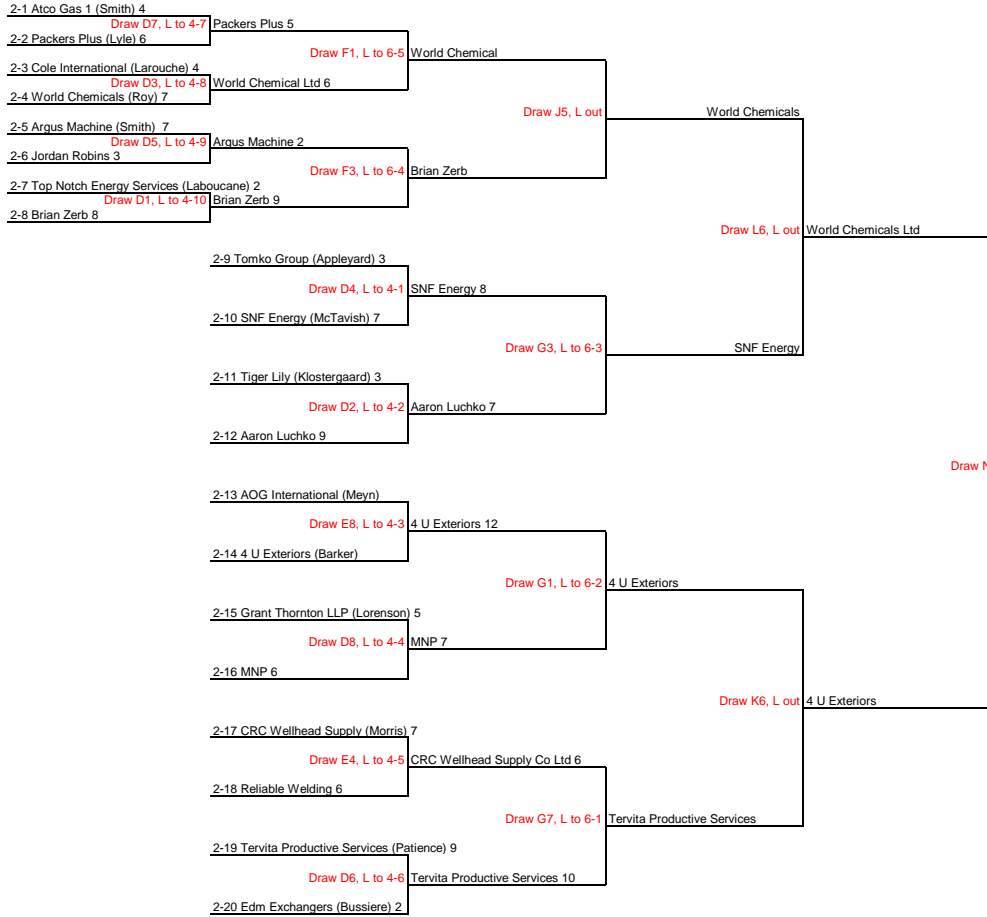 2-1 Atco Gas 1 (Smith) 4
Draw D7, L to 4-7 Packers Plus 5
2-2 Packers Plus (Lyle) 6
Draw F1, L to 6-5 World Chemical
2-3 Cole International (Larouche) 4
Draw D3, L to 4-8 World Chemical Ltd 6
2-4 World Chemicals (Roy) 7
Draw J5, L out World Chemicals
2-5 Argus Machine (Smith) 7
Draw D5, L to 4-9 Argus Machine 2
2-6 Jordan Robins 3
Draw F3, L to 6-4 Brian Zerb
2-7 Top Notch Energy Services (Laboucane) 2
Draw D1, L to 4-10 Brian Zerb 9
2-8 Brian Zerb 8
Draw L6, L out World Chemicals Ltd
2-9 Tomko Group (Appleyard) 3
Draw D4, L to 4-1 SNF Energy 8
2-10 SNF Energy (McTavish) 7
Draw G3, L to 6-3 SNF Energy
2-11 Tiger Lily (Klostergaard) 3
Draw D2, L to 4-2 Aaron Luchko 7
2-12 Aaron Luchko 9
Draw N
2-13 AOG International (Meyn)
Draw E8, L to 4-3 4 U Exteriors 12
2-14 4 U Exteriors (Barker)
Draw G1, L to 6-2 4 U Exteriors
2-15 Grant Thornton LLP (Lorenson) 5
Draw D8, L to 4-4 MNP 7
2-16 MNP 6
Draw K6, L out 4 U Exteriors
2-17 CRC Wellhead Supply (Morris) 7
Draw E4, L to 4-5 CRC Wellhead Supply Co Ltd 6
2-18 Reliable Welding 6
Draw G7, L to 6-1 Tervita Productive Services
2-19 Tervita Productive Services (Patience) 9
Draw D6, L to 4-6 Tervita Productive Services 10
2-20 Edm Exchangers (Bussiere) 2